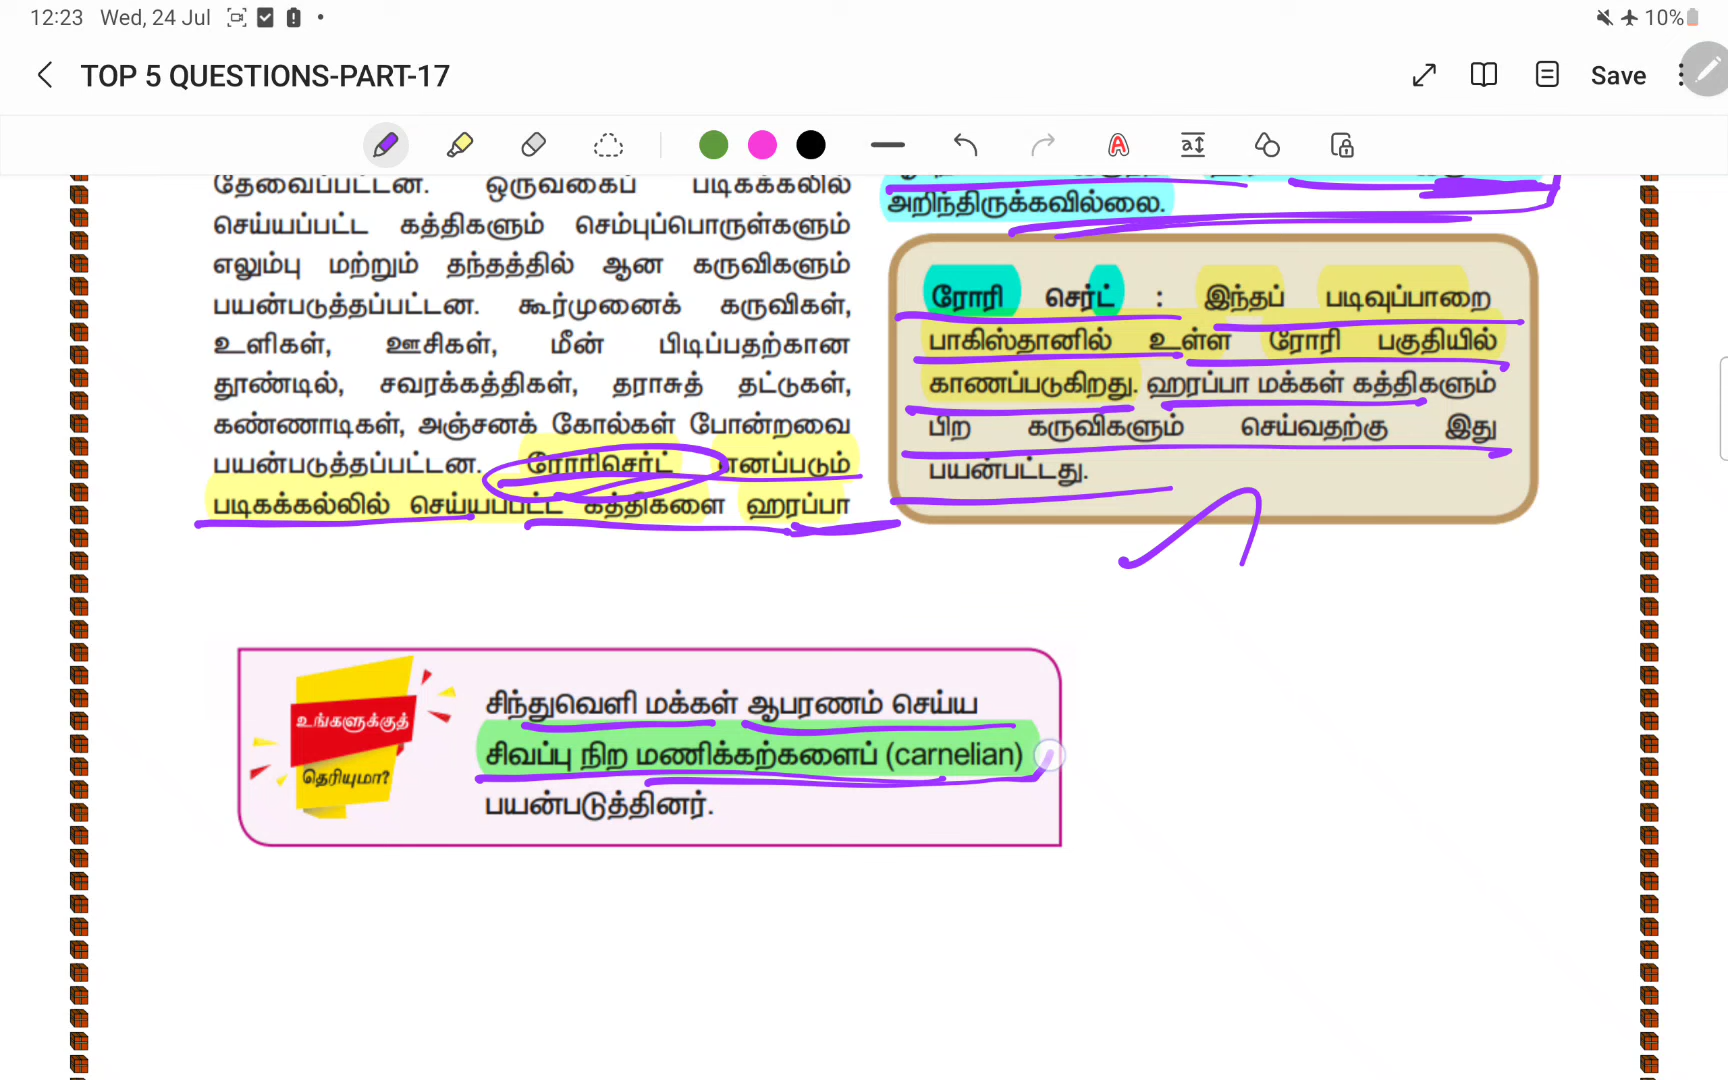 12:23 Wed, 24 Jul
10%
TOP 5 QUESTIONS-PART-17
Save
தேவைப்பட்டன. ஒருவகைப் படிகக்கலில்
செய்யப்பட்ட கத்திகளும் செம்புப்பொருள்களும்
எலும்பு மற்றும் தந்தத்தில் ஆன கருவிகளும்
பயன்படுத்தப்பட்டன. கூர்முனைக் கருவிகள்,
உளிகள், ஊசிகள், மீன் பிடிப்பதற்கான
தூண்டில், சவரக்கத்திகள், தராசுத் தட்டுகள்,
கண்ணாடிகள், அஞ்சனக் கோல்கள் போன்றவை
பயன்படுத்தப்பட்டன. ரோரிசெர்ட் எனப்படும்
படிகக்கல்லில் செய்யப்பட்ட கத்திகளை ஹரப்பா
அறிந்திருக்கவில்லை.
ரோரி செர்ட் : இந்தப் படிவுப்பாறை
பாகிஸ்தானில் உள்ள ரோரி பகுதியில்
காணப்படுகிறது. ஹரப்பா மக்கள் கத்திகளும்
பிற கருவிகளும் செய்வதற்கு இது
பயன்பட்டது.
உங்களுக்குத்
தெரியுமா?
சிந்துவெளி மக்கள் ஆபரணம் செய்ய
சிவப்பு நிற மணிக்கற்களைப் (carnelian)
பயன்படுத்தினர்.